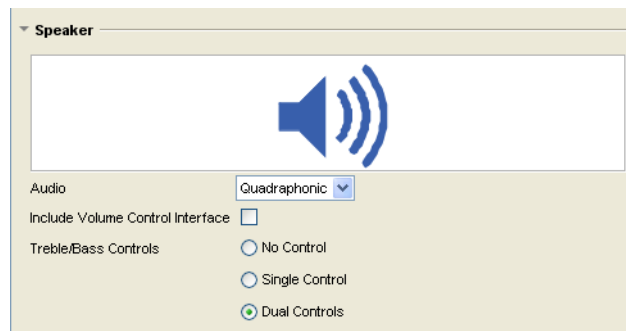 Speaker
Audio Quadraphonic
Include Volume Control Interface
Treble/Bass Controls No Control
Single Control
Dual Controls